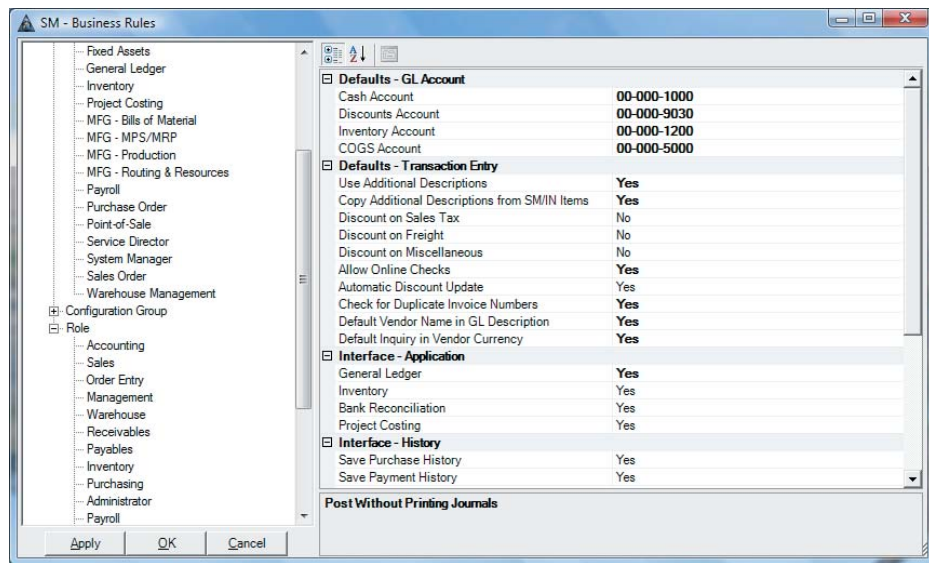 SM - Business Rules
Fixed Assets
General Ledger
Inventory
Project Costing
MFG - Bills of Material
MFG - MPS/MRP
MFG - Production
MFG - Routing & Resources
Payroll
Purchase Order
Point-of-Sale
Service Director
System Manager
Sales Order
Warehouse Management
Configuration Group
Role
Accounting
Sales
Order Entry
Management
Warehouse
Receivables
Payables
Inventory
Purchasing
Administrator
Payroll
Apply OK Cancel
Defaults - GL Account
Cash Account 00-000-1000
Discounts Account 00-000-9030
Inventory Account 00-000-1200
COGS Account 00-000-5000
Defaults - Transaction Entry
Use Additional Descriptions Yes
Copy Additional Descriptions from SM/IN Items Yes
Discount on Sales Tax No
Discount on Freight No
Discount on Miscellaneous No
Allow Online Checks Yes
Automatic Discount Update Yes
Check for Duplicate Invoice Numbers Yes
Default Vendor Name in GL Description Yes
Default Inquiry in Vendor Currency Yes
Interface - Application
General Ledger Yes
Inventory Yes
Bank Reconciliation Yes
Project Costing Yes
Interface - History
Save Purchase History Yes
Save Payment History Yes
Post Without Printing Journals